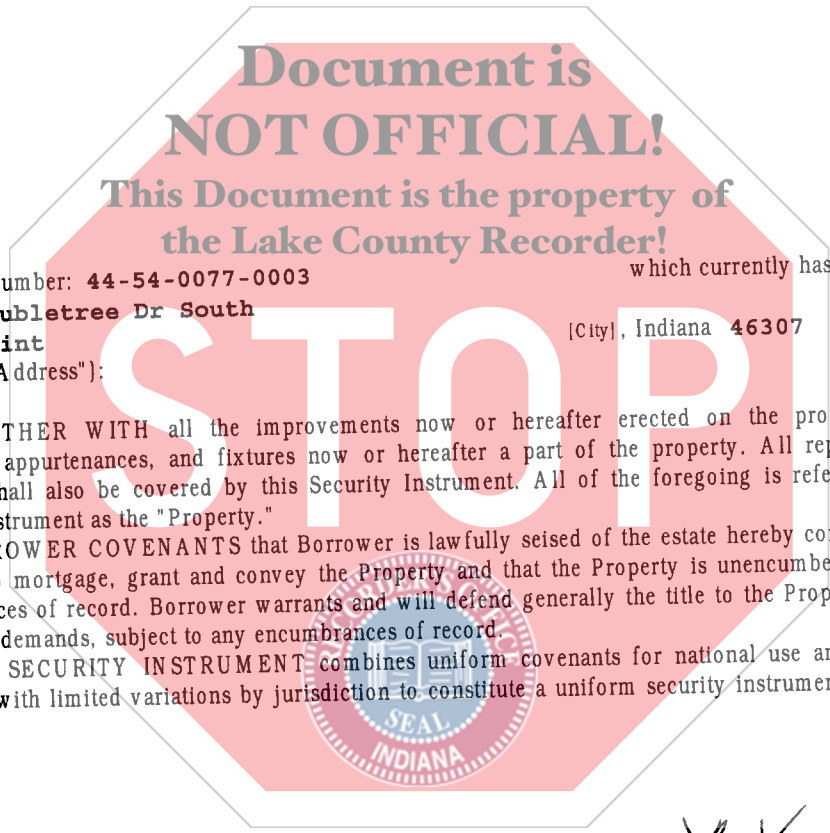 Document is
NOT OFFICIAL!
This Document is the property of
the Lake County Recorder!
umber: 44-54-0077-0003 which currently has
ubletree Dr South
int [City], Indiana 46307
Address"):
STOP
THER WITH all the improvements now or hereafter erected on the pro
appurtenances, and fixtures now or hereafter a part of the property. All rep
hall also be covered by this Security Instrument. All of the foregoing is refe
strument as the "Property."
OWER COVENANTS that Borrower is lawfully seised of the estate hereby co
mortgage, grant and convey the Property and that the Property is unencumbe
ces of record. Borrower warrants and will defend generally the title to the Prop
demands, subject to any encumbrances of record.
SECURITY INSTRUMENT combines uniform covenants for national use an
with limited variations by jurisdiction to constitute a uniform security instrumen
RECORDER'S OFFICE
SEAL
INDIANA